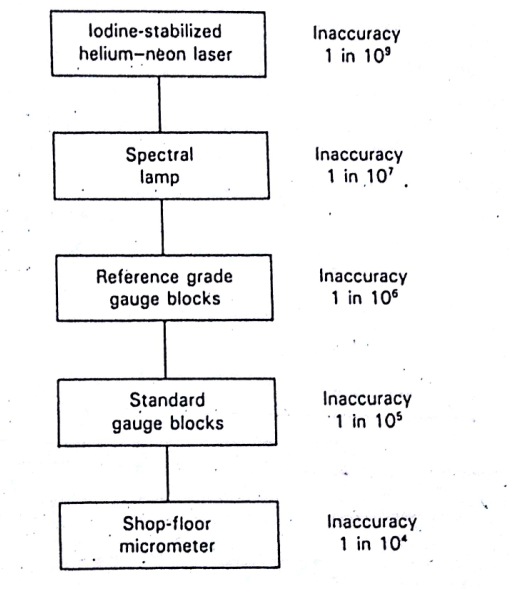 Iodine-stabilized
helium–neon laser
Inaccuracy
1 in 10⁹
Spectral
lamp
Inaccuracy
1 in 10⁷
Reference grade
gauge blocks
Inaccuracy
1 in 10⁶
Standard
gauge blocks
Inaccuracy
1 in 10⁵
Shop-floor
micrometer
Inaccuracy
1 in 10⁴